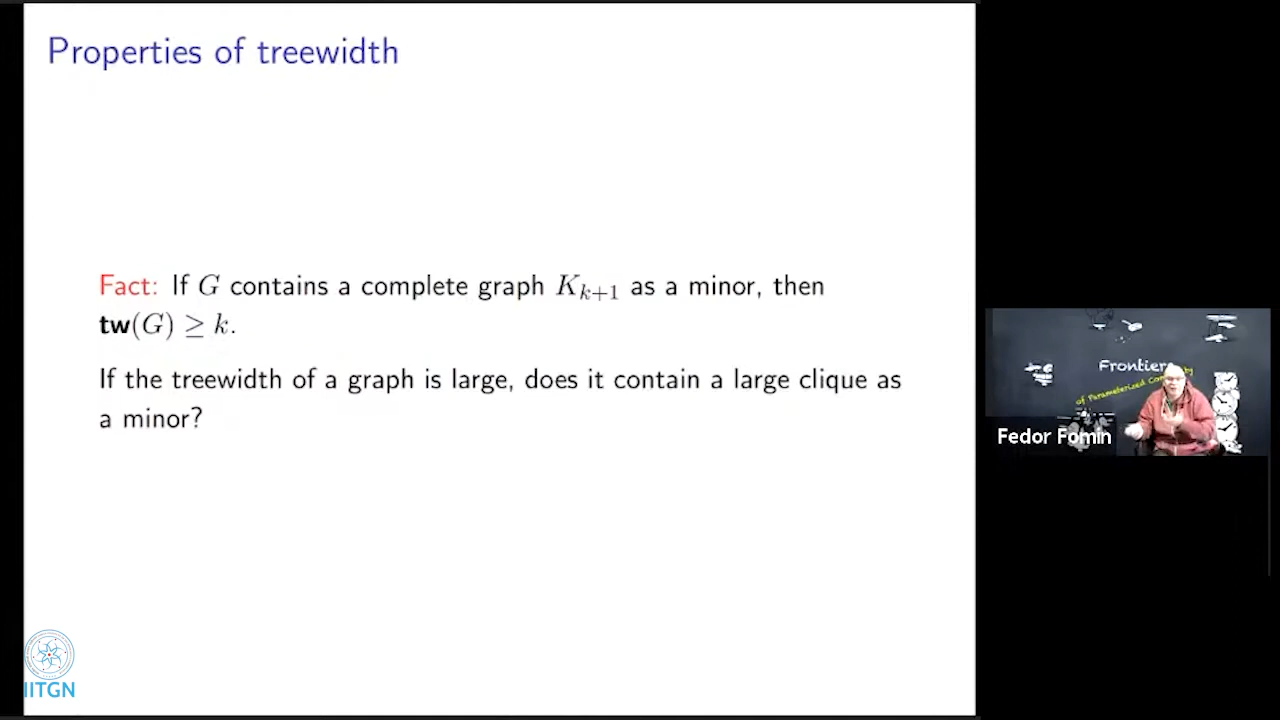 Properties of treewidth
Fact: If G contains a complete graph K_{k+1} as a minor, then
tw(G) ≥ k.
If the treewidth of a graph is large, does it contain a large clique as
a minor?
Frontiers
of Parameterized
Fedor Fomin
IITGN